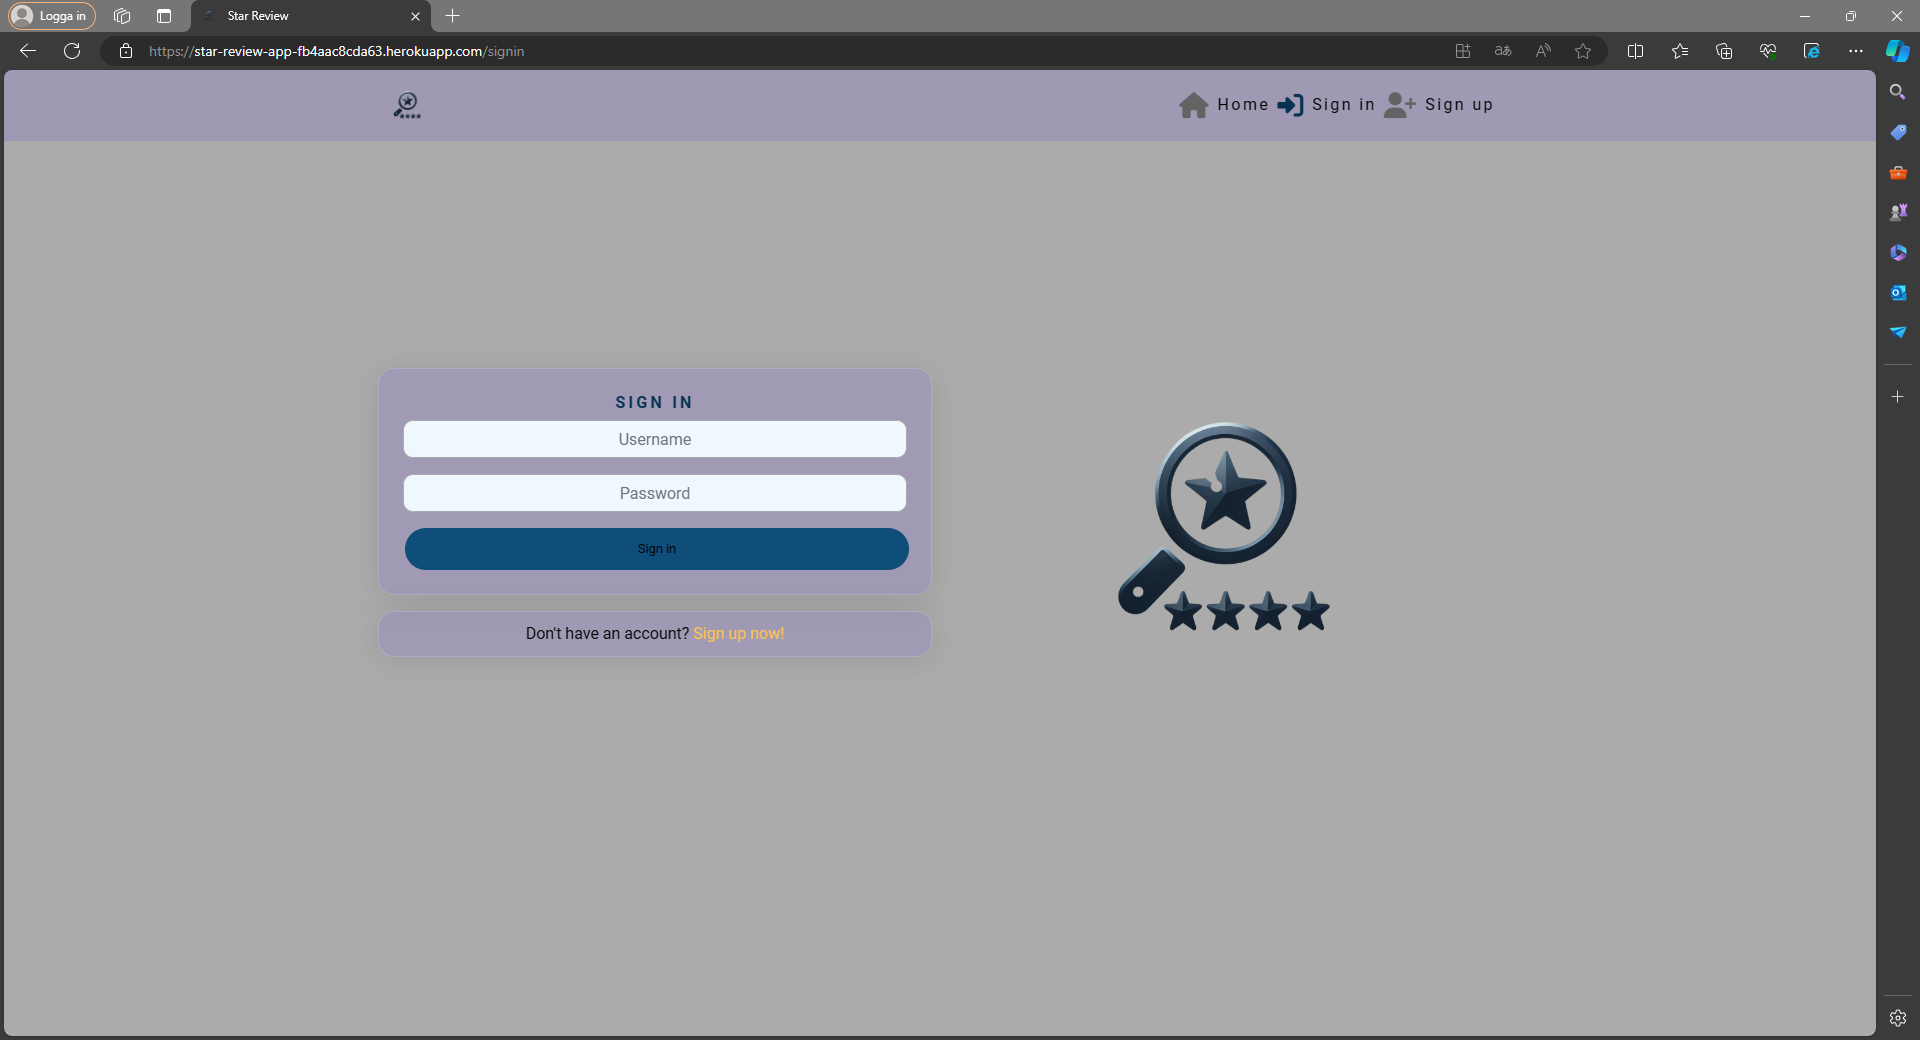 Logga in
Star Review
https://star-review-app-fb4aac8cda63.herokuapp.com/signin
Home Sign in Sign up
SIGN IN
Username
Password
Sign in
Don't have an account? Sign up now!